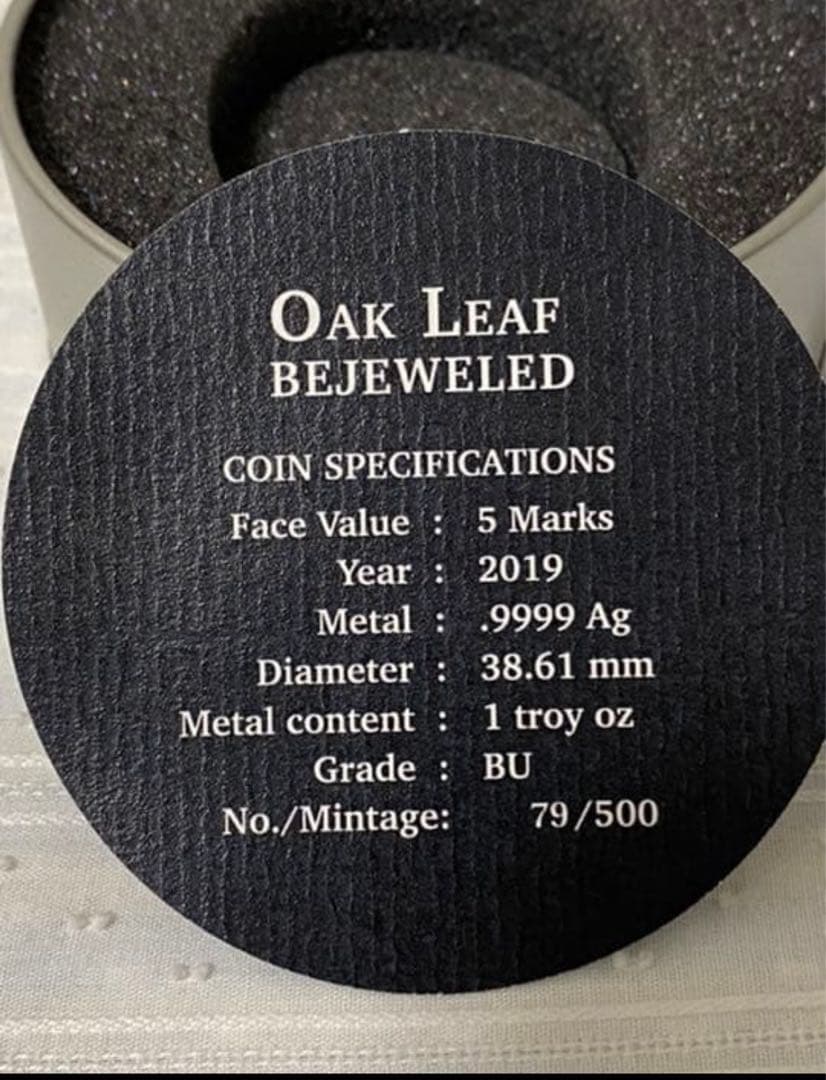 OAK LEAF
BEJEWELED
COIN SPECIFICATIONS
Face Value : 5 Marks
Year : 2019
Metal : .9999 Ag
Diameter : 38.61 mm
Metal content : 1 troy oz
Grade : BU
No./Mintage: 79/500